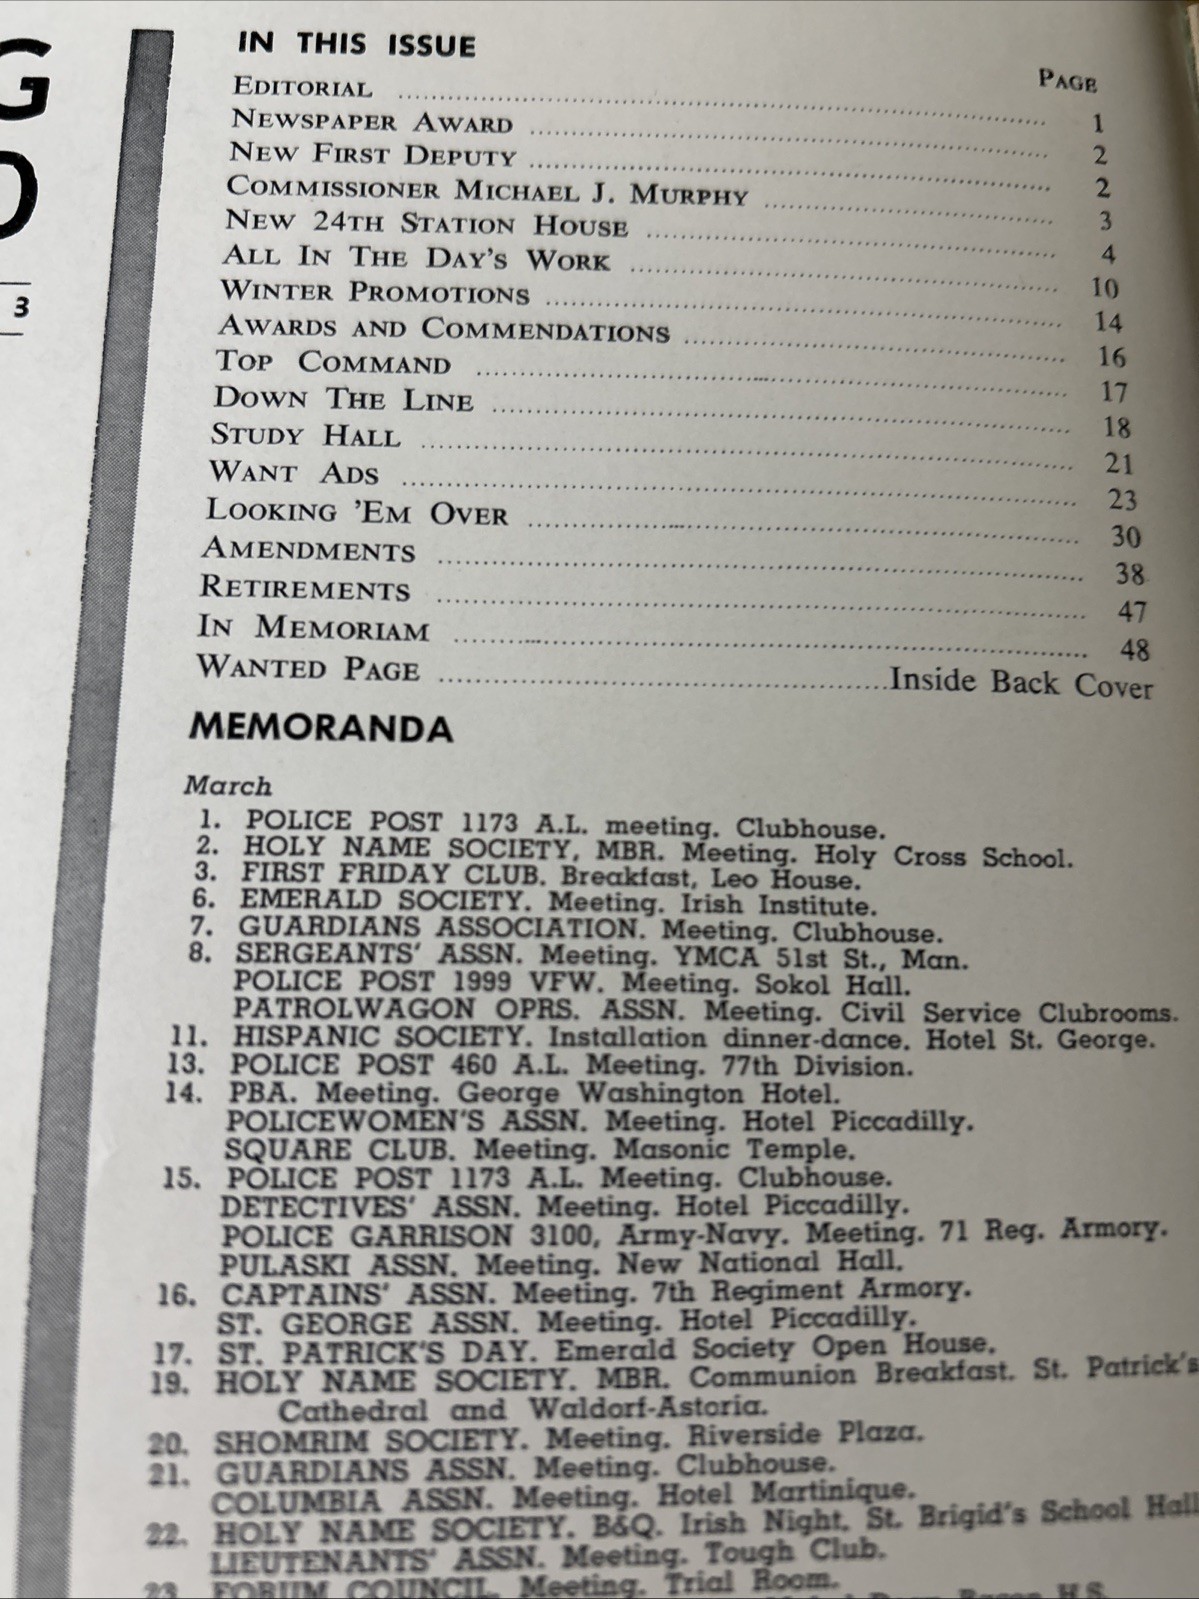 G
D
3
IN THIS ISSUE
PAGE
EDITORIAL 1
NEWSPAPER AWARD 2
NEW FIRST DEPUTY 2
COMMISSIONER MICHAEL J. MURPHY 3
NEW 24TH STATION HOUSE 4
ALL IN THE DAY'S WORK 10
WINTER PROMOTIONS 14
AWARDS AND COMMENDATIONS 16
TOP COMMAND 17
DOWN THE LINE 18
STUDY HALL 21
WANT ADS 23
LOOKING 'EM OVER 30
AMENDMENTS 38
RETIREMENTS 47
IN MEMORIAM 48
WANTED PAGE Inside Back Cover
MEMORANDA
March
1. POLICE POST 1173 A.L. meeting. Clubhouse.
2. HOLY NAME SOCIETY, MBR. Meeting. Holy Cross School.
3. FIRST FRIDAY CLUB. Breakfast, Leo House.
6. EMERALD SOCIETY. Meeting. Irish Institute.
7. GUARDIANS ASSOCIATION. Meeting. Clubhouse.
8. SERGEANTS' ASSN. Meeting. YMCA 51st St., Man.
POLICE POST 1999 VFW. Meeting. Sokol Hall.
PATROLWAGON OPRS. ASSN. Meeting. Civil Service Clubrooms.
11. HISPANIC SOCIETY. Installation dinner-dance. Hotel St. George.
13. POLICE POST 460 A.L. Meeting. 77th Division.
14. PBA. Meeting. George Washington Hotel.
POLICEWOMEN'S ASSN. Meeting. Hotel Piccadilly.
SQUARE CLUB. Meeting. Masonic Temple.
15. POLICE POST 1173 A.L. Meeting. Clubhouse.
DETECTIVES' ASSN. Meeting. Hotel Piccadilly.
POLICE GARRISON 3100, Army-Navy. Meeting. 71 Reg. Armory.
PULASKI ASSN. Meeting. New National Hall.
16. CAPTAINS' ASSN. Meeting. 7th Regiment Armory.
ST. GEORGE ASSN. Meeting. Hotel Piccadilly.
17. ST. PATRICK'S DAY. Emerald Society Open House.
19. HOLY NAME SOCIETY. MBR. Communion Breakfast. St. Patrick's
Cathedral and Waldorf-Astoria.
20. SHOMRIM SOCIETY. Meeting. Riverside Plaza.
21. GUARDIANS ASSN. Meeting. Clubhouse.
COLUMBIA ASSN. Meeting. Hotel Martinique.
22. HOLY NAME SOCIETY. B&Q. Irish Night. St. Brigid's School Hall
LIEUTENANTS' ASSN. Meeting. Tough Club.
23. FORUM COUNCIL. Meeting. Trial Room.
H.S.